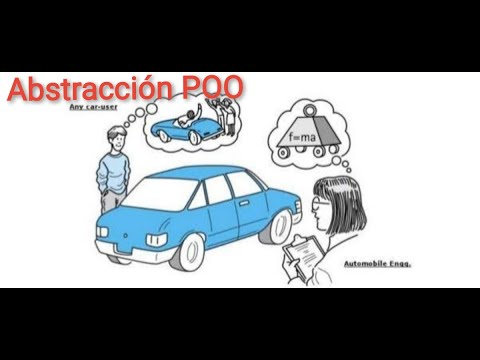 Abstracción POO
Any car-user
f=ma
Automobile Engg.